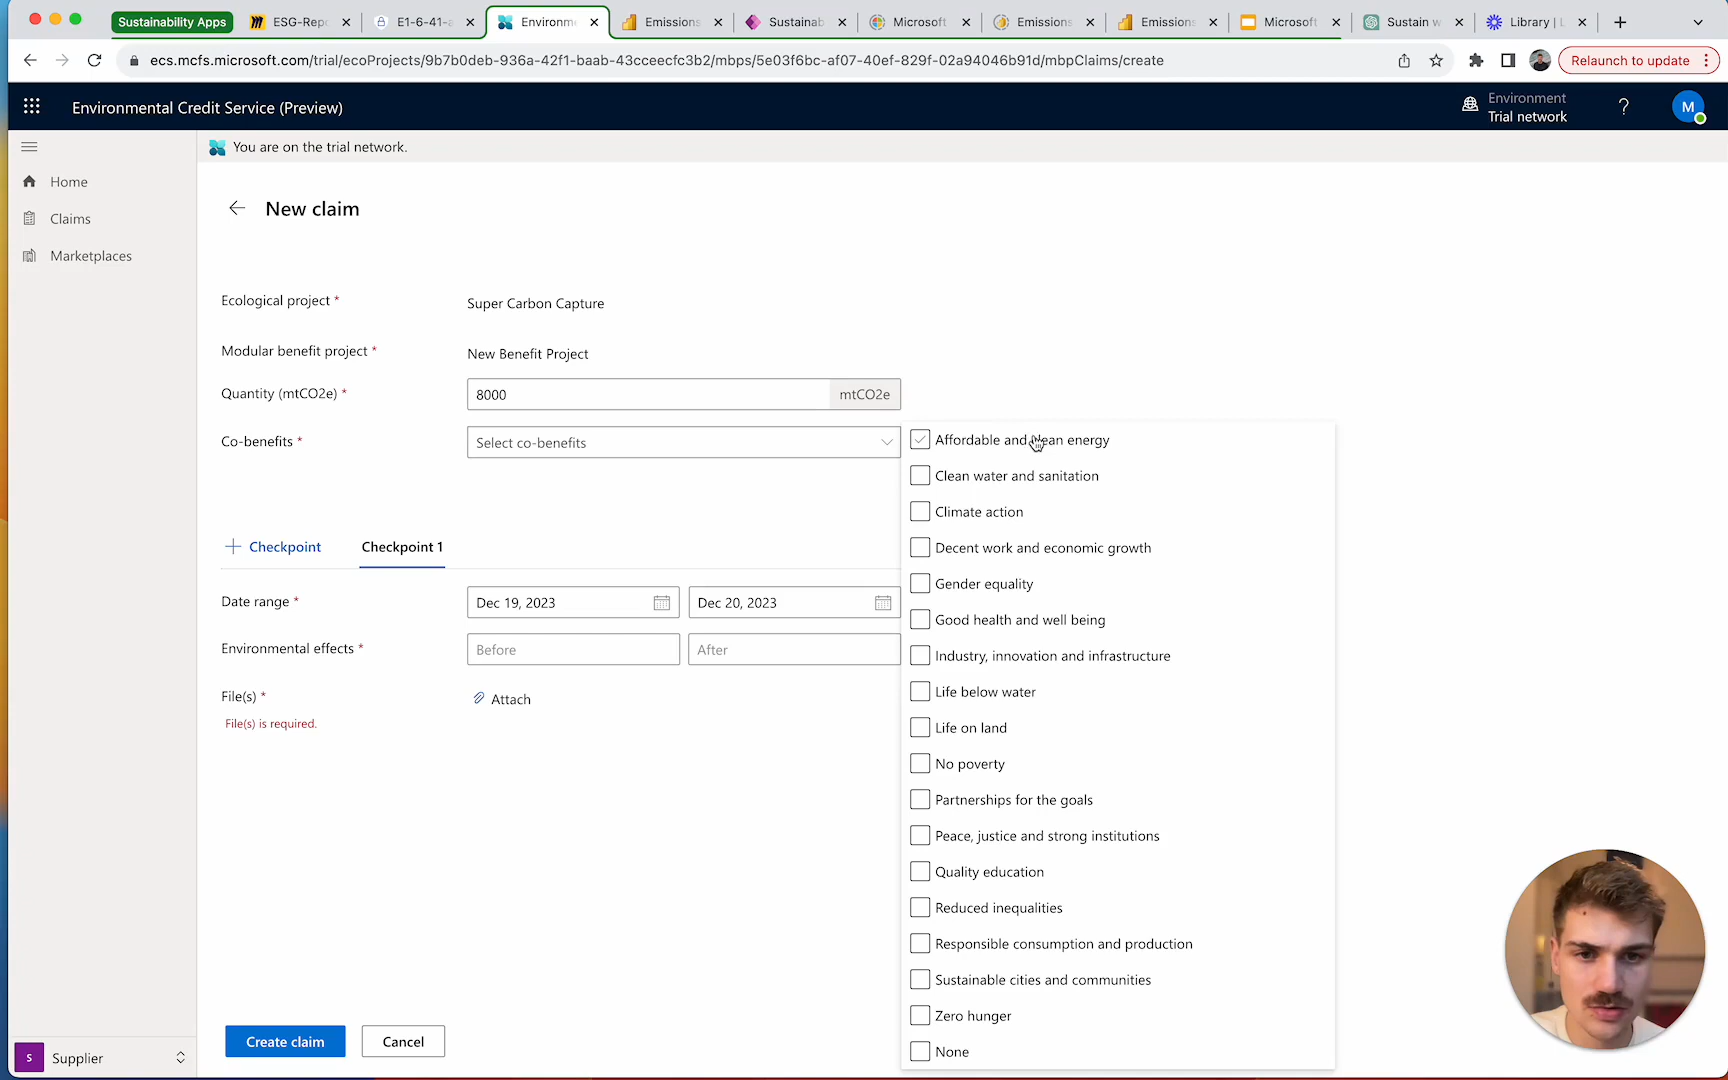 Sustainability Apps
ESG-Rep
E1-6-41-a
Environme
Emissions
Sustainab
Microsoft
Emissions
Emissions
Microsoft
Sustain w
Library | L
ecs.mcfs.microsoft.com/trial/ecoProjects/9b7b0deb-936a-42f1-baab-43cceecfc3b2/mbps/5e03f6bc-af07-40ef-829f-02a94046b91d/mbpClaims/create
Relaunch to update
Environmental Credit Service (Preview)
Environment
Trial network
?
M
You are on the trial network.
Home
Claims
Marketplaces
New claim
Ecological project *
Super Carbon Capture
Modular benefit project *
New Benefit Project
Quantity (mtCO2e) *
8000
mtCO2e
Co-benefits *
Select co-benefits
Affordable and clean energy
Clean water and sanitation
Climate action
Decent work and economic growth
Gender equality
Good health and well being
Industry, innovation and infrastructure
Life below water
Life on land
No poverty
Partnerships for the goals
Peace, justice and strong institutions
Quality education
Reduced inequalities
Responsible consumption and production
Sustainable cities and communities
Zero hunger
None
Checkpoint
Checkpoint 1
Date range *
Dec 19, 2023
Dec 20, 2023
Environmental effects *
Before
After
File(s) *
Attach
File(s) is required.
Create claim
Cancel
S
Supplier